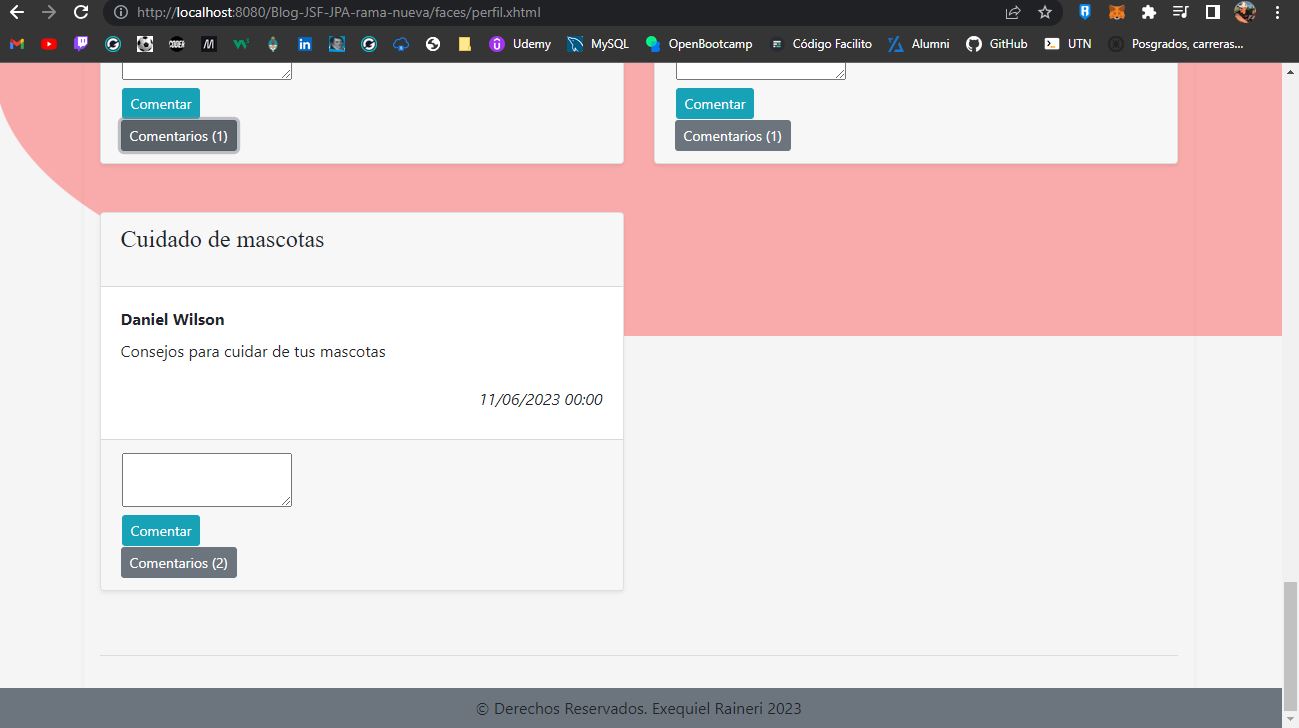 http://localhost:8080/Blog-JSF-JPA-rama-nueva/faces/perfil.xhtml
Udemy MySQL OpenBootcamp Código Facilito Alumni GitHub UTN Posgrados, carreras...
Comentar Comentar
Comentarios (1) Comentarios (1)
Cuidado de mascotas
Daniel Wilson
Consejos para cuidar de tus mascotas
11/06/2023 00:00
Comentar
Comentarios (2)
© Derechos Reservados. Exequiel Raineri 2023